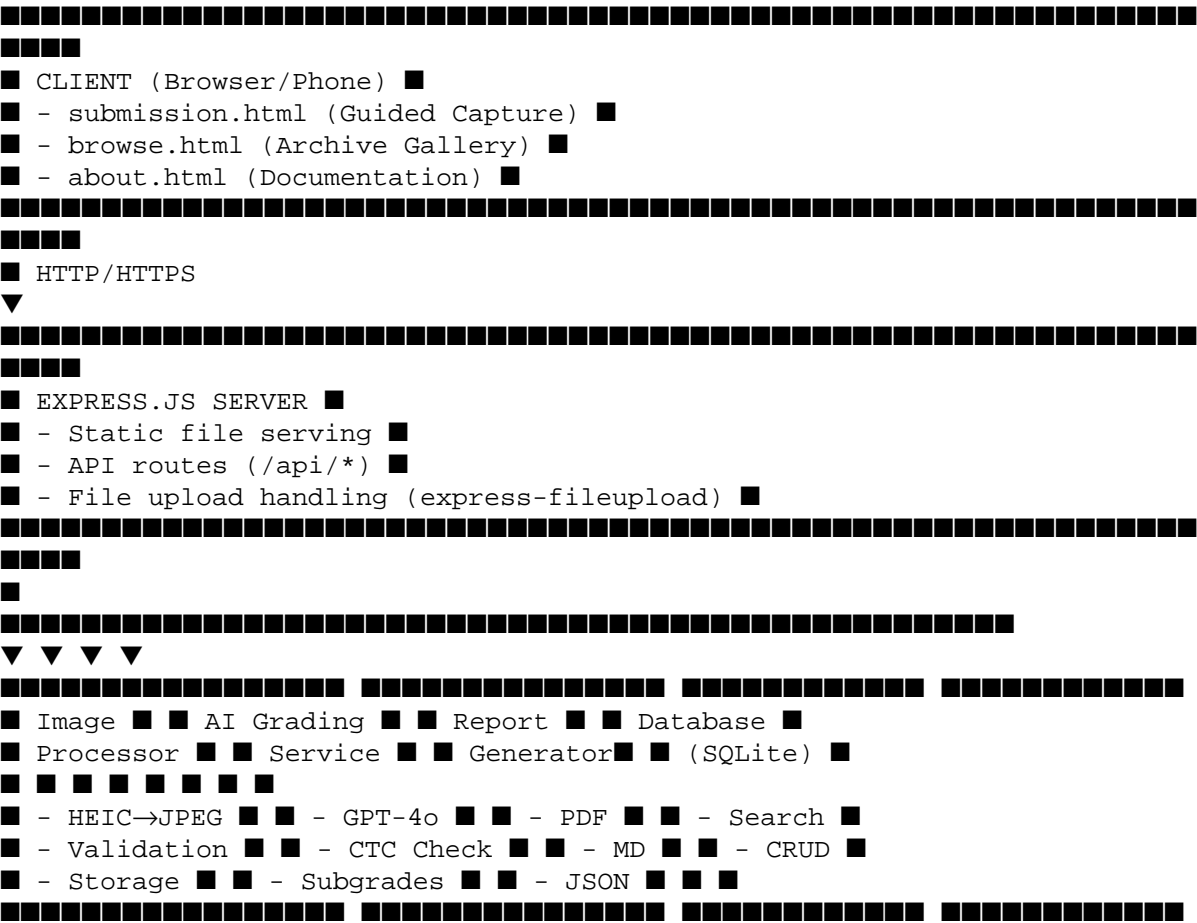 ■■■■■■■■■■■■■■■■■■■■■■■■■■■■■■■■■■■■■■■■■■■■■■■■■■■■■■■■■■■
■■■■
■ CLIENT (Browser/Phone) ■
■ - submission.html (Guided Capture) ■
■ - browse.html (Archive Gallery) ■
■ - about.html (Documentation) ■
■■■■■■■■■■■■■■■■■■■■■■■■■■■■■■■■■■■■■■■■■■■■■■■■■■■■■■■■■■■
■■■■
■ HTTP/HTTPS
▼
■■■■■■■■■■■■■■■■■■■■■■■■■■■■■■■■■■■■■■■■■■■■■■■■■■■■■■■■■■■
■■■■
■ EXPRESS.JS SERVER ■
■ - Static file serving ■
■ - API routes (/api/*) ■
■ - File upload handling (express-fileupload) ■
■■■■■■■■■■■■■■■■■■■■■■■■■■■■■■■■■■■■■■■■■■■■■■■■■■■■■■■■■■■
■■■■
■
■■■■■■■■■■■■■■■■■■■■■■■■■■■■■■■■■■■■■■■■■■■■■■■■■■
▼ ▼ ▼ ▼
■■■■■■■■■■■■■■■■■ ■■■■■■■■■■■■■■■ ■■■■■■■■■■■■ ■■■■■■■■■■■■
■ Image ■ ■ AI Grading ■ ■ Report ■ ■ Database ■
■ Processor ■ ■ Service ■ ■ Generator■ ■ (SQLite) ■
■ ■ ■ ■ ■ ■ ■ ■
■ - HEIC→JPEG ■ ■ - GPT-4o ■ ■ - PDF ■ ■ - Search ■
■ - Validation ■ ■ - CTC Check ■ ■ - MD ■ ■ - CRUD ■
■ - Storage ■ ■ - Subgrades ■ ■ - JSON ■ ■ ■
■■■■■■■■■■■■■■■■■ ■■■■■■■■■■■■■■■ ■■■■■■■■■■■■ ■■■■■■■■■■■■